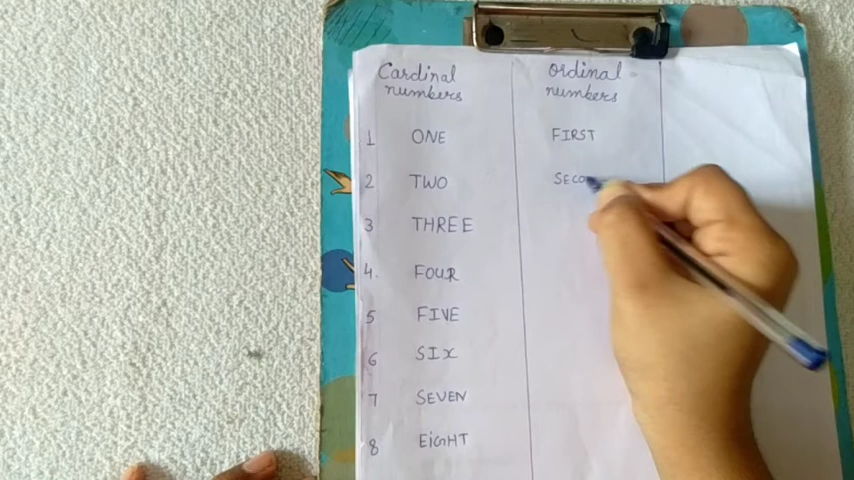 Cardinal numbers Ordinal numbers
1 ONE FIRST
2 TWO SECO
3 THREE
4. FOUR
5 FIVE
6 SIX
7 SEVEN
8 EiGHT